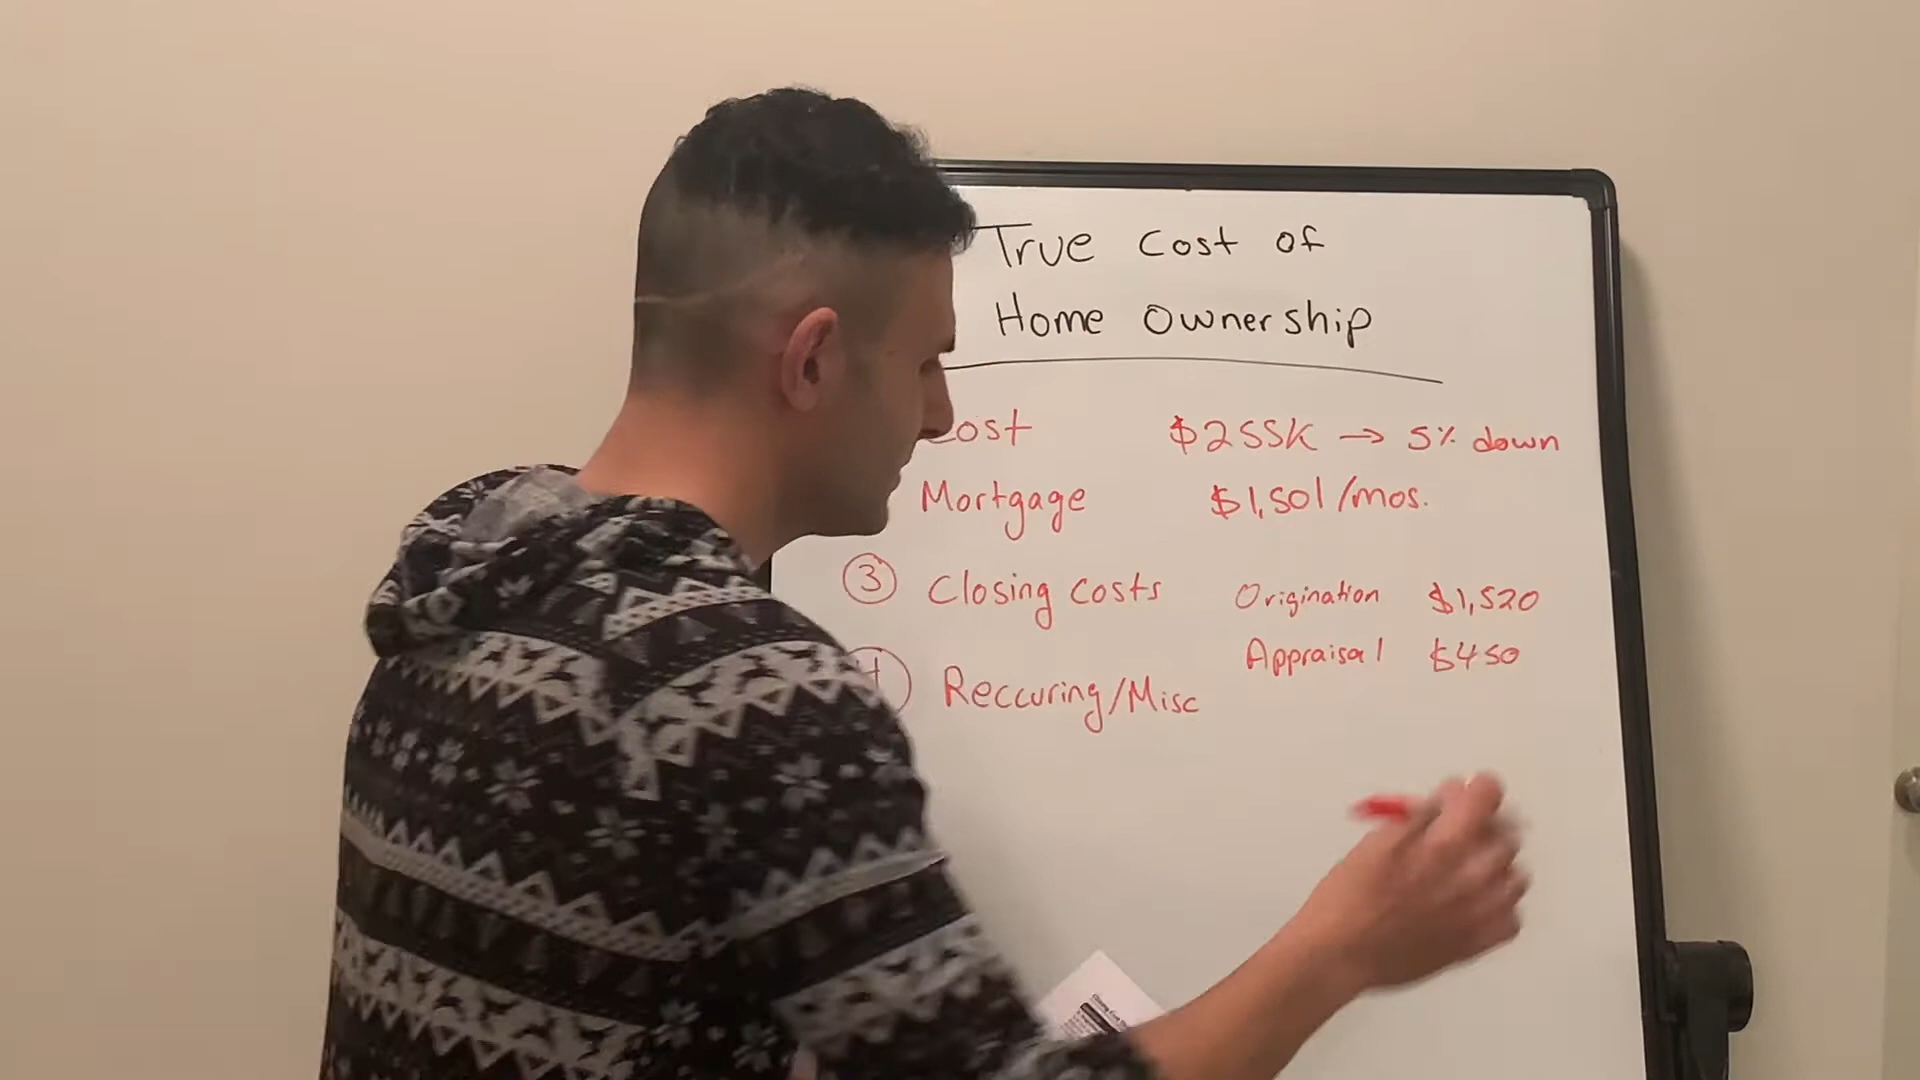 True Cost of
Home Ownership
Cost $255K → 5% down
Mortgage $1,501/mos.
③ Closing Costs Origination $1,520
Appraisal $450
Reccuring/Misc